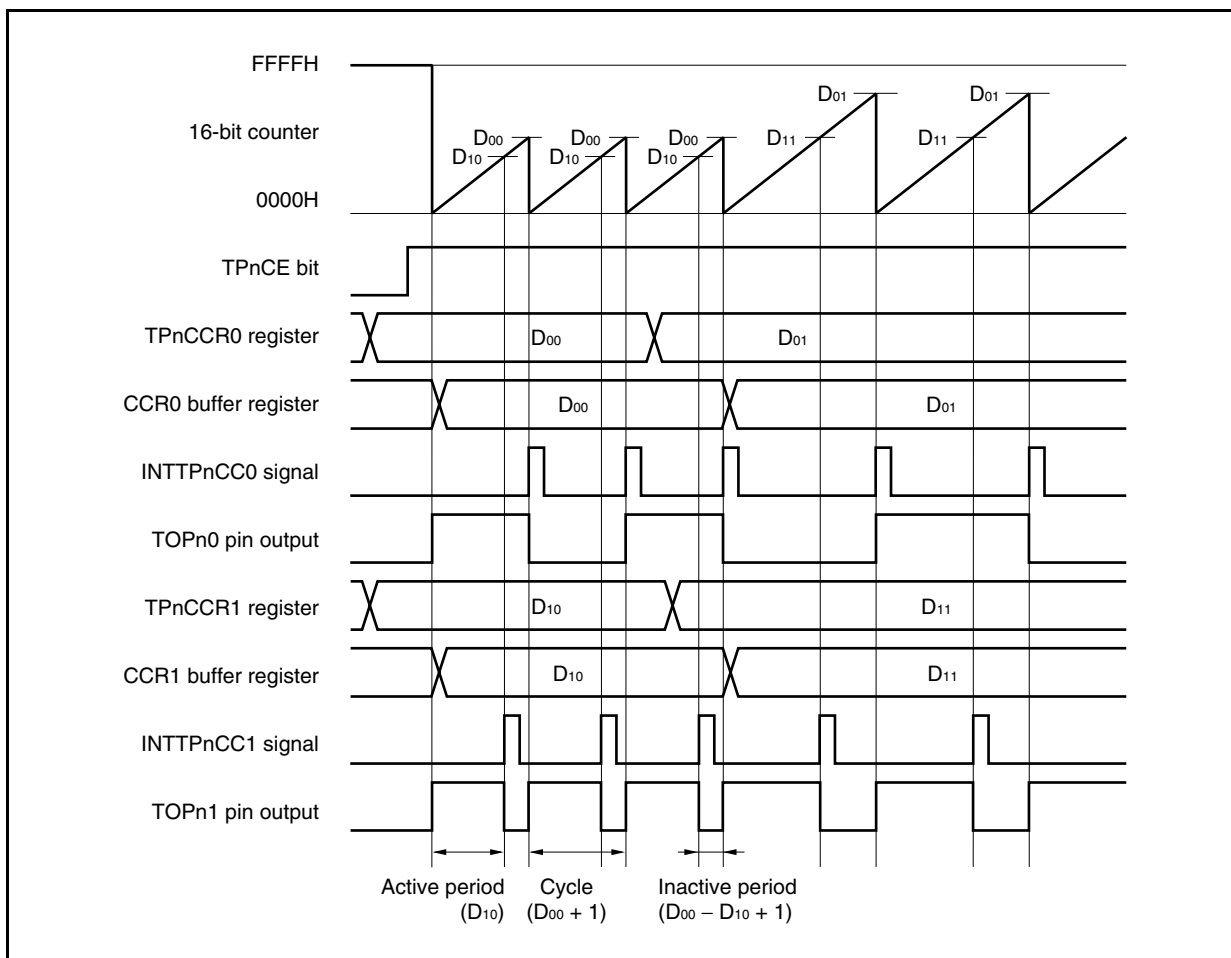 FFFFH
D01 D01
16-bit counter D00 D00 D00 D11 D11
D10 D10 D10
0000H
TPnCE bit
TPnCCR0 register D00 D01
CCR0 buffer register D00 D01
INTTPnCC0 signal
TOPn0 pin output
TPnCCR1 register D10 D11
CCR1 buffer register D10 D11
INTTPnCC1 signal
TOPn1 pin output
Active period Cycle Inactive period
(D10) (D00 + 1) (D00 − D10 + 1)